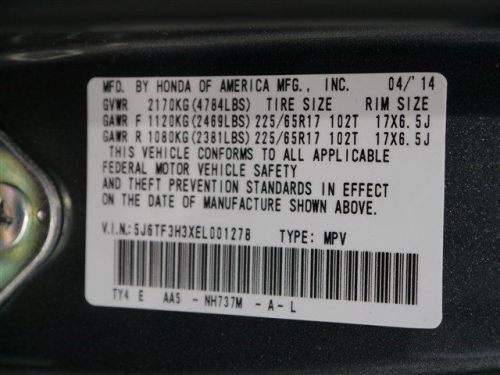 MFD. BY HONDA OF AMERICA MFG., INC. 04/'14
GVWR 2170KG(4784LBS) TIRE SIZE RIM SIZE
GAWR F 1120KG(2469LBS) 225/65R17 102T 17X6.5J
GAWR R 1080KG(2381LBS) 225/65R17 102T 17X6.5J
THIS VEHICLE CONFORMS TO ALL APPLICABLE
FEDERAL MOTOR VEHICLE SAFETY
AND THEFT PREVENTION STANDARDS IN EFFECT
ON THE DATE OF MANUFACTURE SHOWN ABOVE.
V.I.N.: 5J6TF3H3XEL001278 TYPE: MPV
TY4 E AA5 - NH737M - A - L